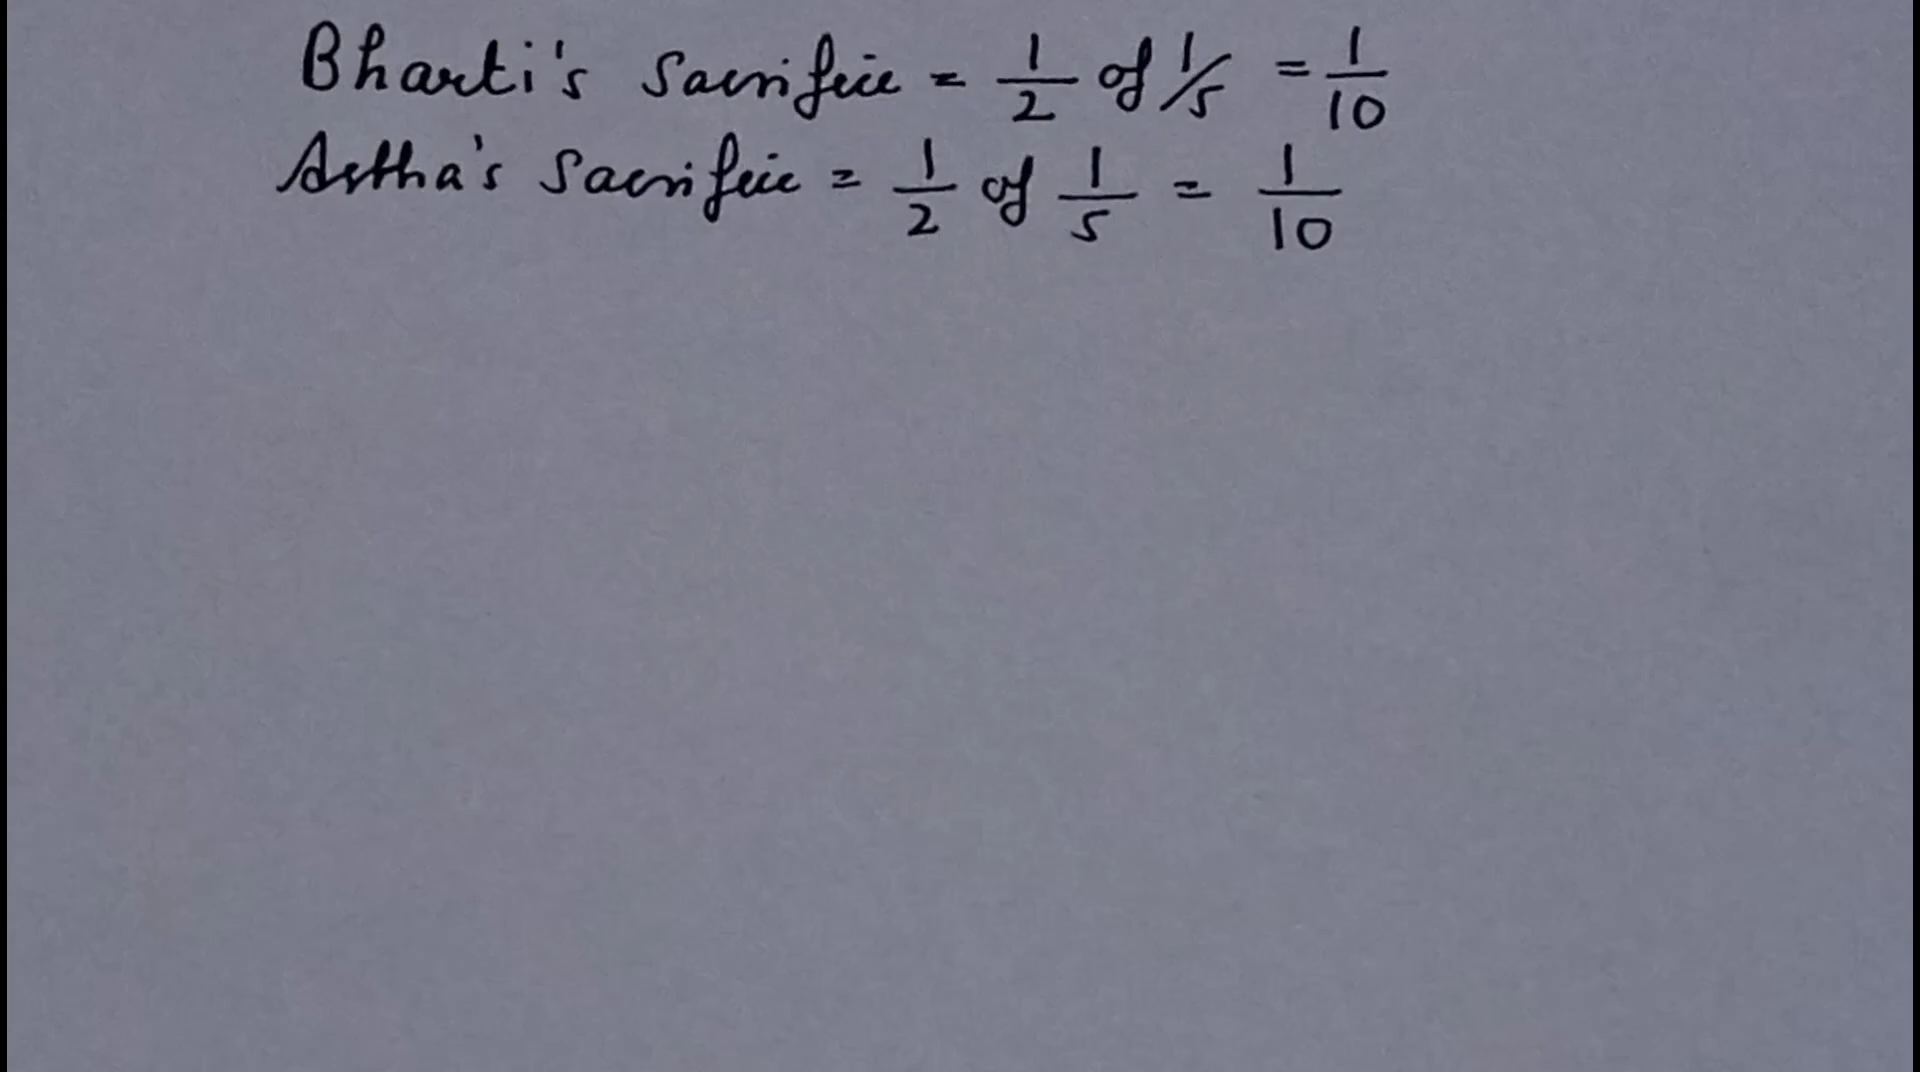 Bharti's Sacrifice = 1/2 of 1/5 = 1/10
Astha's Sacrifice = 1/2 of 1/5 = 1/10